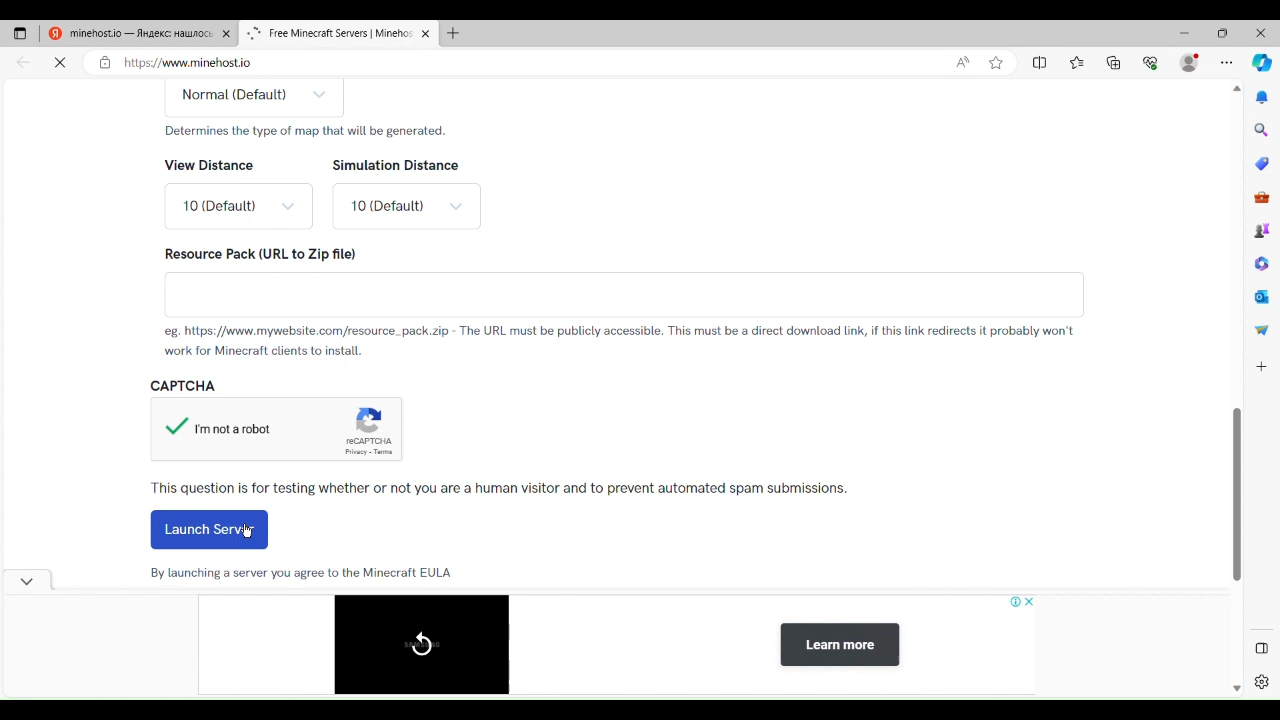 minehost.io — Яндекс: нашлось
Free Minecraft Servers | Minehos
https://www.minehost.io
Normal (Default)
Determines the type of map that will be generated.
View Distance
Simulation Distance
10 (Default)
10 (Default)
Resource Pack (URL to Zip file)
eg. https://www.mywebsite.com/resource_pack.zip - The URL must be publicly accessible. This must be a direct download link, if this link redirects it probably won't
work for Minecraft clients to install.
CAPTCHA
I'm not a robot
reCAPTCHA
Privacy - Terms
This question is for testing whether or not you are a human visitor and to prevent automated spam submissions.
Launch Server
By launching a server you agree to the Minecraft EULA
SAMSUNG
Learn more